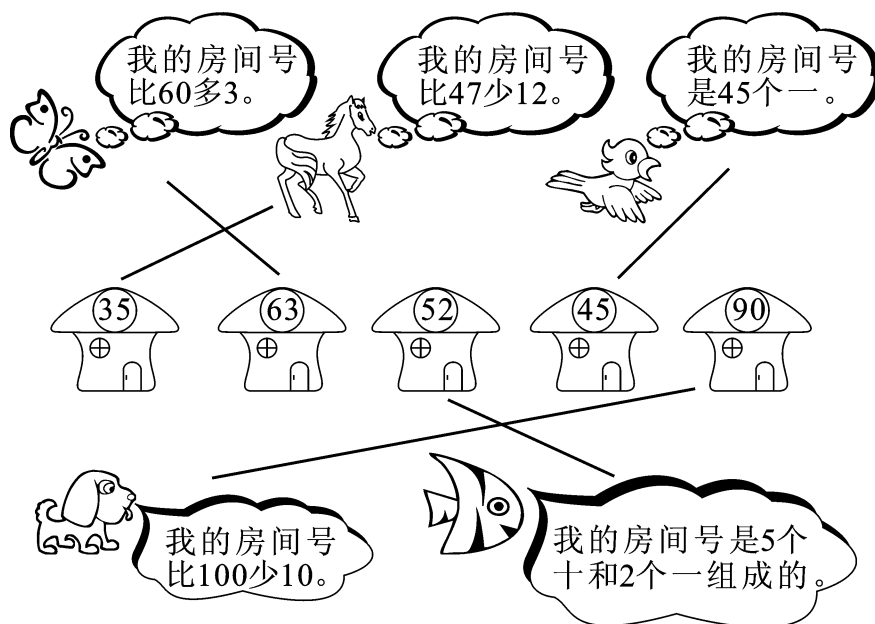 我的房间号
比60多3。
我的房间号
比47少12。
我的房间号
是45个一。
35
63
52
45
90
我的房间号
比100少10。
我的房间号是5个
十和2个一组成的。